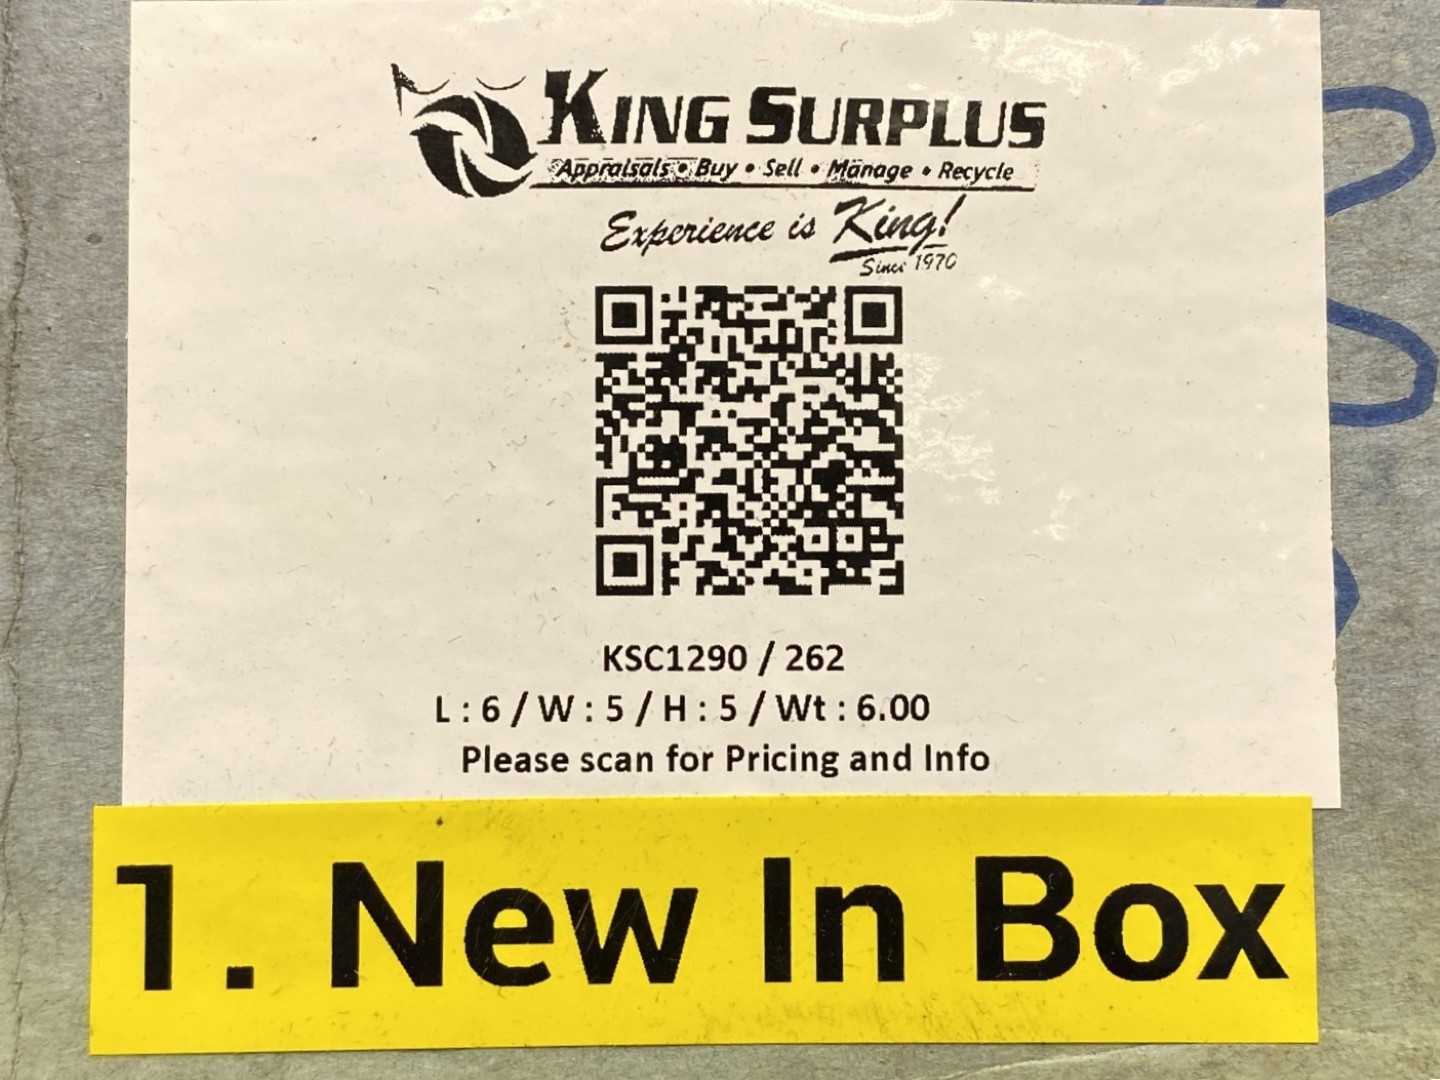 KING SURPLUS
Appraisals • Buy • Sell • Manage • Recycle
Experience is King!
Since 1970
KSC1290 / 262
L : 6 / W : 5 / H : 5 / Wt : 6.00
Please scan for Pricing and Info
1. New In Box